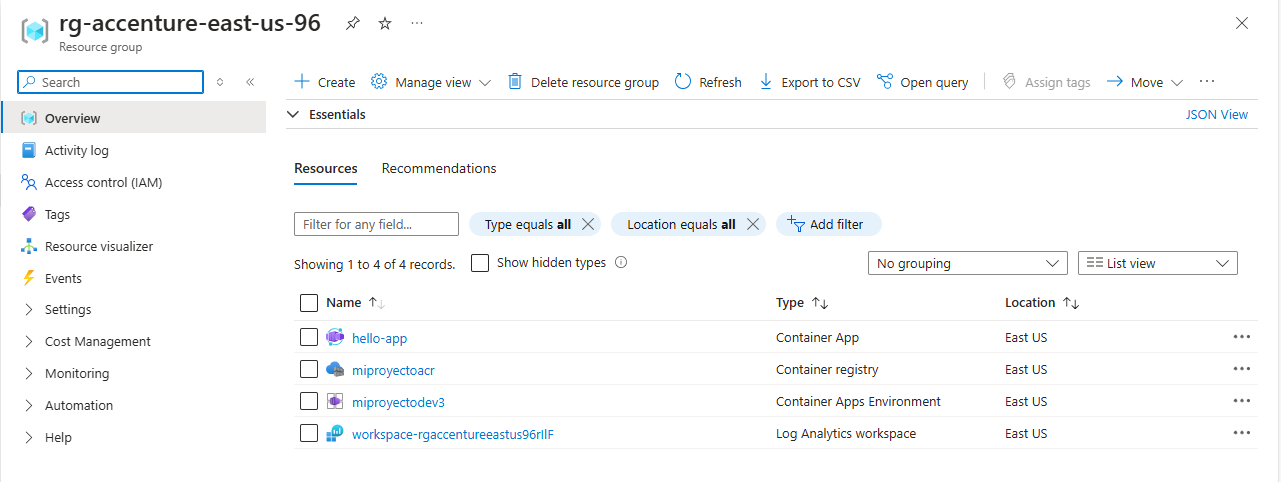 rg-accenture-east-us-96
Resource group
Search
Create Manage view Delete resource group Refresh Export to CSV Open query Assign tags Move
Overview
Activity log
Access control (IAM)
Tags
Resource visualizer
Events
Settings
Cost Management
Monitoring
Automation
Help
Essentials JSON View
Resources Recommendations
Filter for any field... Type equals all Location equals all Add filter
Showing 1 to 4 of 4 records. Show hidden types No grouping List view
Name Type Location
hello-app Container App East US
miproyectoacr Container registry East US
miproyectodev3 Container Apps Environment East US
workspace-rgaccentureeastus96rIlF Log Analytics workspace East US